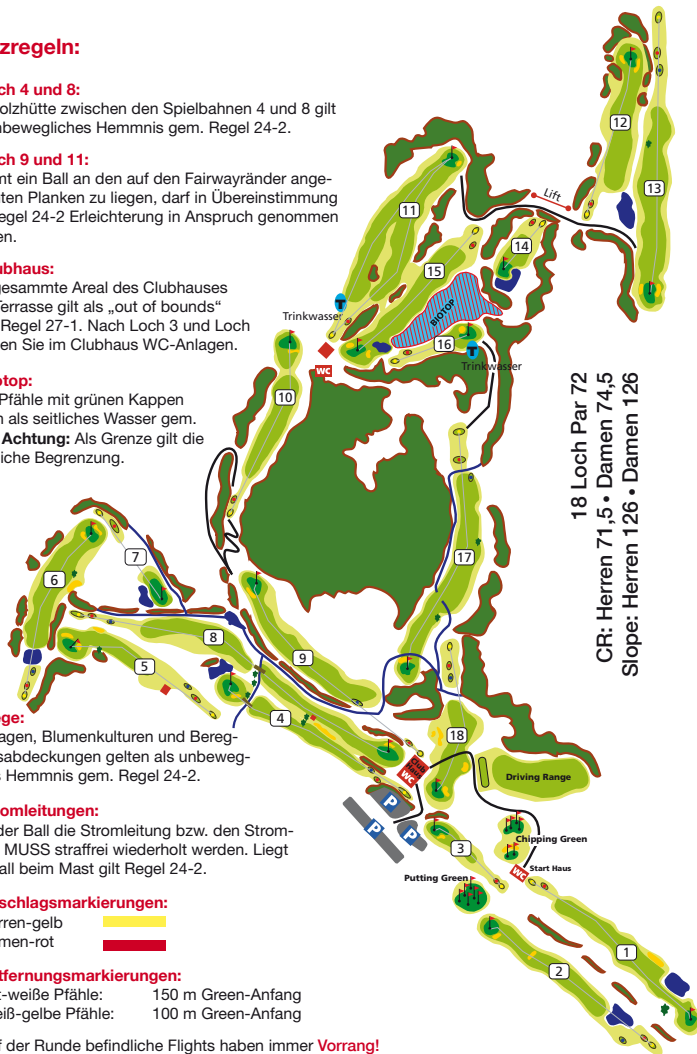 zregeln:
ch 4 und 8:
olzhütte zwischen den Spielbahnen 4 und 8 gilt
nbewegliches Hemmnis gem. Regel 24-2.
ch 9 und 11:
mt ein Ball an den auf den Fairwayränder ange-
ten Planken zu liegen, darf in Übereinstimmung
egel 24-2 Erleichterung in Anspruch genommen
en.
ubhaus:
gesammte Areal des Clubhauses
Terrasse gilt als „out of bounds“
Regel 27-1. Nach Loch 3 und Loch
en Sie im Clubhaus WC-Anlagen.
otop:
Pfähle mit grünen Kappen
n als seitliches Wasser gem.
Achtung: Als Grenze gilt die
liche Begrenzung.
ege:
agen, Blumenkulturen und Bereg-
sabdeckungen gelten als unbeweg-
s Hemmnis gem. Regel 24-2.
omleitungen:
der Ball die Stromleitung bzw. den Strom-
MUSS straffrei wiederholt werden. Liegt
all beim Mast gilt Regel 24-2.
schlagsmarkierungen:
rren-gelb
men-rot
tfernungsmarkierungen:
t-weiße Pfähle: 150 m Green-Anfang
eiß-gelbe Pfähle: 100 m Green-Anfang
f der Runde befindliche Flights haben immer Vorrang!
12
13
Lift
11
14
15
T
Trinkwasser
BIOTOP
16
T
Trinkwasser
WC
10
18 Loch Par 72
CR: Herren 71,5 • Damen 74,5
Slope: Herren 126 • Damen 126
17
7
6
8
5
9
4
18
Club
Haus
WC
Driving Range
P
P
P
3
Chipping Green
Start Haus
WC
Putting Green
1
2